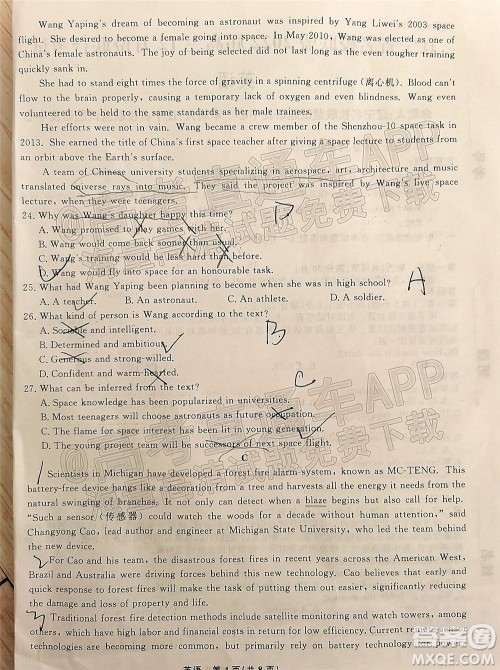 Wang Yaping's dream of becoming an astronaut was inspired by Yang Liwei's 2003 space
flight. She desired to become a female going into space. In May 2010, Wang was elected as one of
China's female astronauts. The joy of being selected did not last long as the even tougher training
quickly sank in.
She had to stand eight times the force of gravity in a spinning centrifuge (离心机). Blood can't
flow to the brain properly, causing a temporary lack of oxygen and even blindness. Wang even
volunteered to be held to the same standards as her male trainees.
Her efforts were not in vain. Wang became a crew member of the Shenzhou-10 space task in
2013. She earned the title of China's first space teacher after giving a space lecture to students from
an orbit above the Earth's surface.
A team of Chinese university students specializing in aerospace, art, architecture and music
translated universe rays into music. They said the project was inspired by Wang's live space
lecture, when they were teenagers.
24. Why was Wang's daughter happy this time? D
A. Wang promised to play games with her.
B. Wang would come back sooner than usual.
C. Wang's training would be less hard than before.
D. Wang would fly into space for an honourable task.
25. What had Wang Yaping been planning to become when she was in high school? A
A. A teacher. B. An astronaut. C. An athlete. D. A soldier.
26. What kind of person is Wang according to the text? B
A. Sociable and intelligent.
B. Determined and ambitious.
C. Generous and strong-willed.
D. Confident and warm-hearted.
27. What can be inferred from the text? C
A. Space knowledge has been popularized in universities.
B. Most teenagers will choose astronauts as future occupation.
C. The flame for space interest has been lit in young generation.
D. The young project team will be successors of next space flight.
C
1 Scientists in Michigan have developed a forest fire alarm system, known as MC-TENG. This
battery-free device hangs like a decoration from a tree and harvests all the energy it needs from the
natural swinging of branches. It not only can detect when a blaze begins but also call for help.
"Such a sensor (传感器) could watch the woods for a decade without human attention," said
Changyong Cao, lead author and engineer at Michigan State University, who led the team behind
the new device.
2 For Cao and his team, the disastrous forest fires in recent years across the American West,
Brazil and Australia were driving forces behind this new technology. Cao believes that early and
quick response to forest fires will make the task of putting them out easier, significantly reducing
the damage and loss of property and life.
3 Traditional forest fire detection methods include satellite monitoring and watch towers, among
others, which have high labor and financial costs in return for low efficiency. Current remote sensor
technologies are becoming more common, but primarily rely on battery technology for power.
英语 第4页(共8页)
答案圈
MXQE.COM